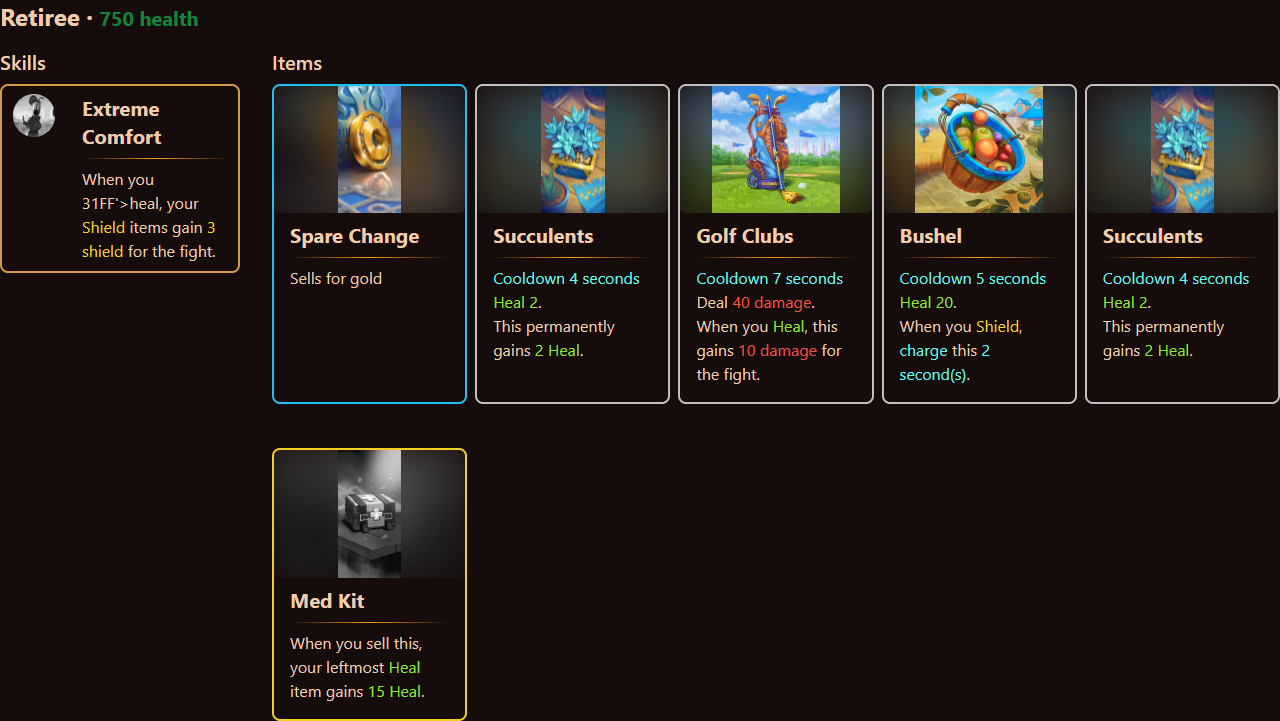 Retiree · 750 health
Skills
Items
Extreme
Comfort
When you
31FF'>heal, your
Shield items gain 3
shield for the fight.
Spare Change
Sells for gold
Succulents
Cooldown 4 seconds
Heal 2.
This permanently
gains 2 Heal.
Golf Clubs
Cooldown 7 seconds
Deal 40 damage.
When you Heal, this
gains 10 damage for
the fight.
Bushel
Cooldown 5 seconds
Heal 20.
When you Shield,
charge this 2
second(s).
Succulents
Cooldown 4 seconds
Heal 2.
This permanently
gains 2 Heal.
Med Kit
When you sell this,
your leftmost Heal
item gains 15 Heal.